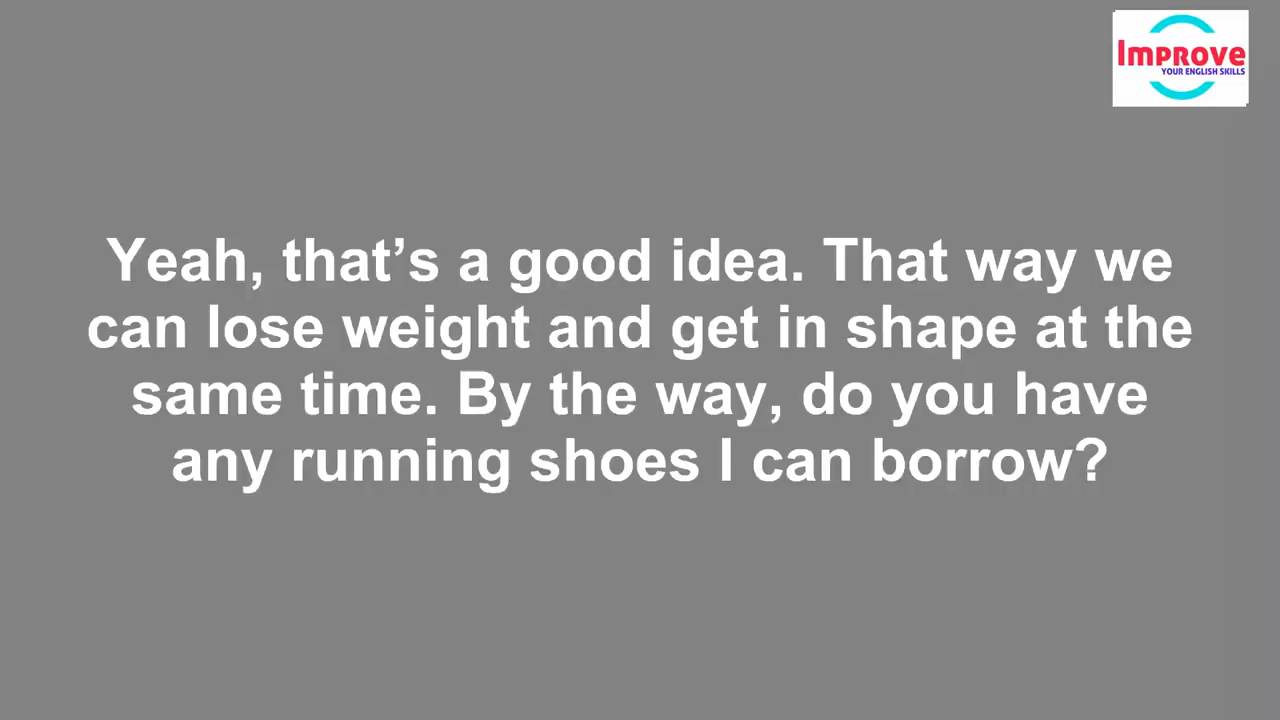 Improve
YOUR ENGLISH SKILLS
Yeah, that’s a good idea. That way we
can lose weight and get in shape at the
same time. By the way, do you have
any running shoes I can borrow?